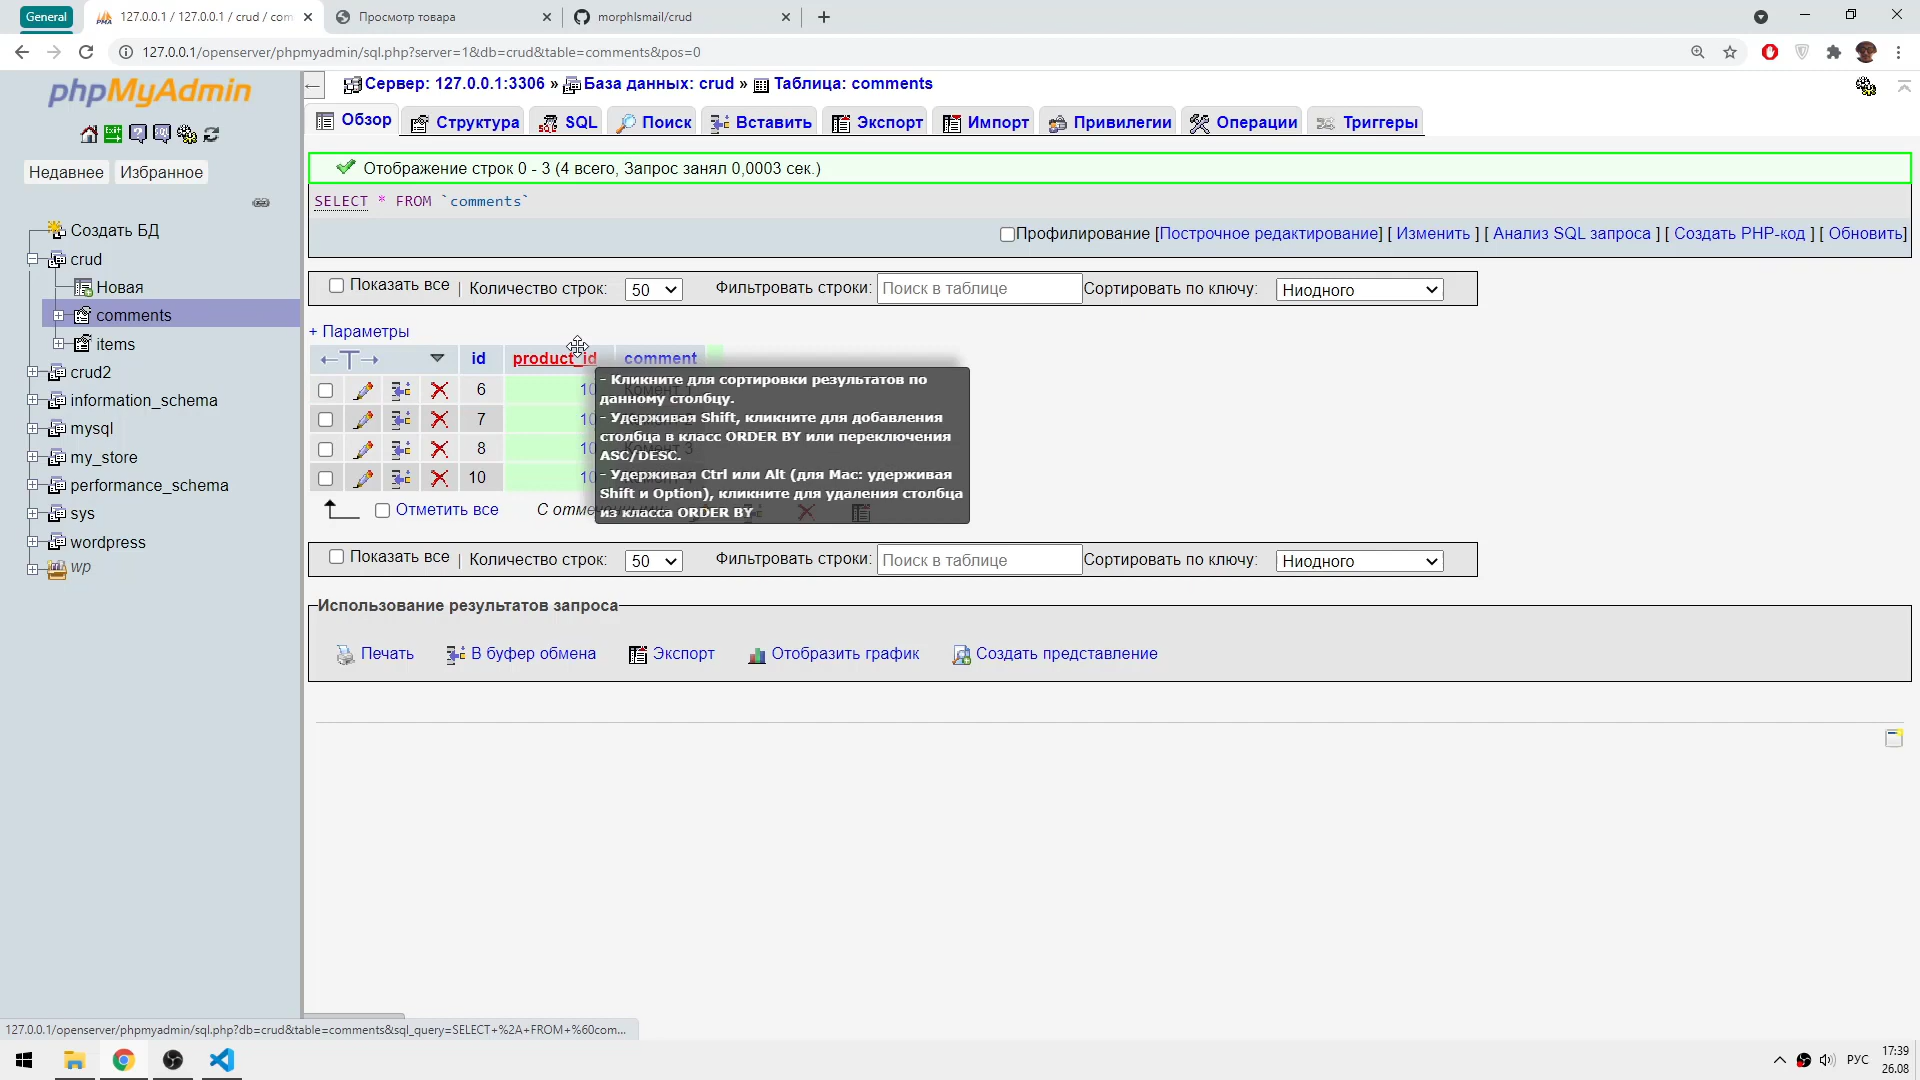 General
127.0.0.1 / 127.0.0.1 / crud / com
Просмотр товара
morphIsmail/crud
127.0.0.1/openserver/phpmyadmin/sql.php?server=1&db=crud&table=comments&pos=0
phpMyAdmin
Недавнее Избранное
Создать БД
crud
Новая
comments
items
crud2
information_schema
mysql
my_store
performance_schema
sys
wordpress
wp
Сервер: 127.0.0.1:3306 » База данных: crud » Таблица: comments
Обзор Структура SQL Поиск Вставить Экспорт Импорт Привилегии Операции Триггеры
Отображение строк 0 - 3 (4 всего, Запрос занял 0,0003 сек.)
SELECT * FROM `comments`
Профилирование [Построчное редактирование] [ Изменить ] [ Анализ SQL запроса ] [ Создать PHP-код ] [ Обновить]
Показать все | Количество строк: 50 Фильтровать строки: Поиск в таблице Сортировать по ключу: Ниодного
+ Параметры
←T→ id product_id comment
6 10
7 10
8 10
10 10
- Кликните для сортировки результатов по
данному столбцу.
- Удерживая Shift, кликните для добавления
столбца в класс ORDER BY или переключения
ASC/DESC.
- Удерживая Ctrl или Alt (для Mac: удерживая
Shift и Option), кликните для удаления столбца
из класса ORDER BY
Отметить все
Показать все | Количество строк: 50 Фильтровать строки: Поиск в таблице Сортировать по ключу: Ниодного
Использование результатов запроса
Печать В буфер обмена Экспорт Отобразить график Создать представление
127.0.0.1/openserver/phpmyadmin/sql.php?db=crud&table=comments&sql_query=SELECT+%2A+FROM+%60com...
РУС
17:39
26.08